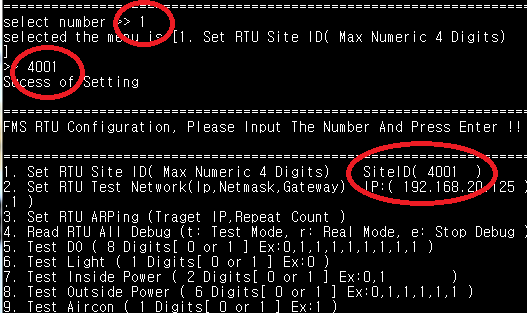 ==========================================================
select number >> 1
selected the menu is [1. Set RTU Site ID( Max Numeric 4 Digits)
]
>> 4001
Sucess of Setting
==========================================================
FMS RTU Configuration, Please Input The Number And Press Enter !!
==========================================================
1. Set RTU Site ID( Max Numeric 4 Digits) SiteID( 4001 )
2. Set RTU Test Network(Ip,Netmask,Gateway) IP:( 192.168.20.125 )
.1 )
3. Set RTU ARPing (Traget IP,Repeat Count )
4. Read RTU All Debug (t: Test Mode, r: Real Mode, e: Stop Debug )
5. Test DO ( 8 Digits[ 0 or 1 ] Ex:0,1,1,1,1,1,1,1 )
6. Test Light ( 1 Digits[ 0 or 1 ] Ex:0 )
7. Test Inside Power ( 2 Digits[ 0 or 1 ] Ex:0,1 )
8. Test Outside Power ( 6 Digits[ 0 or 1 ] Ex:0,1,1,1,1,1 )
9. Test Aircon ( 1 Digits[ 0 or 1 ] Ex:1 )